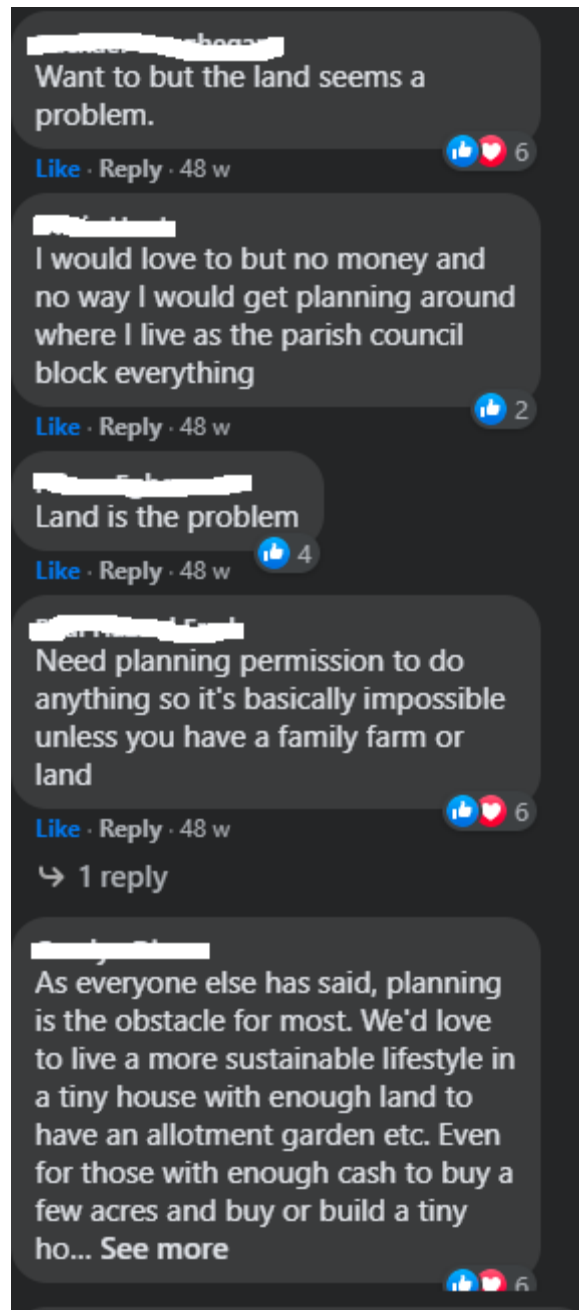 Want to but the land seems a
problem.
6
Like · Reply · 48 w
I would love to but no money and
no way I would get planning around
where I live as the parish council
block everything
2
Like · Reply · 48 w
Land is the problem
4
Like · Reply · 48 w
Need planning permission to do
anything so it's basically impossible
unless you have a family farm or
land
6
Like · Reply · 48 w
1 reply
As everyone else has said, planning
is the obstacle for most. We'd love
to live a more sustainable lifestyle in
a tiny house with enough land to
have an allotment garden etc. Even
for those with enough cash to buy a
few acres and buy or build a tiny
ho... See more
6